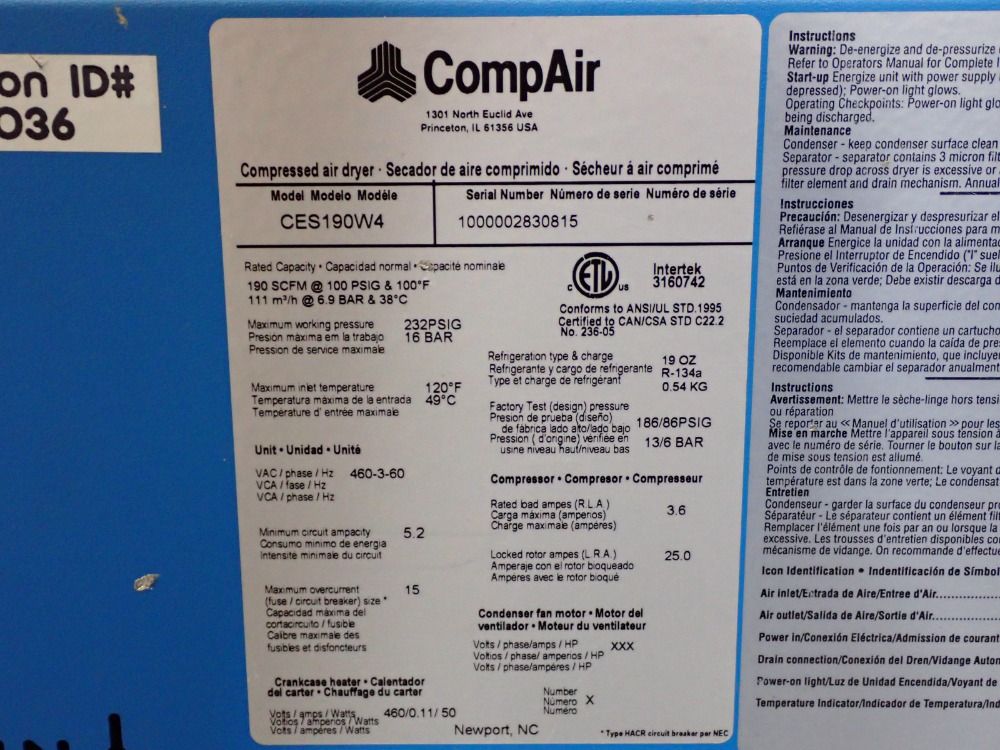 on ID#
036
CompAir
1301 North Euclid Ave
Princeton, IL 61356 USA
Compressed air dryer · Secador de aire comprimido · Sécheur á air comprimé
Model Modelo Modéle
CES190W4
Serial Number Número de serie Numéro de série
1000002830815
Rated Capacity • Capacidad normal • Capacité nominale
190 SCFM @ 100 PSIG & 100°F
111 m³/h @ 6.9 BAR & 38°C
C ETL US
Intertek
3160742
Conforms to ANSI/UL STD.1995
Certified to CAN/CSA STD C22.2
No. 236-05
Maximum working pressure 232PSIG
Presion màxima em la trabajo 16 BAR
Pression de service maximale
Maximum inlet temperature 120°F
Temperatura màxima de la entrada 49°C
Température d' entrée maximale
Unit · Unidad · Unité
VAC / phase / Hz 460-3-60
VCA / fase / Hz
VCA / phase / Hz
Minimum circuit ampacity 5.2
Consumo minimo de energia
Intensité minimale du circuit
Maximum overcurrent 15
(fuse / circuit breaker) size *
Capacidad màxima del
cortacircuito / fusible
Calibre maximale des
fusibles et disfoncteurs
Crankcase heater • Calentador
del carter • Chauffage du carter
Volts / amps / Watts 460/0.11/ 50
Voltios / amperios / Watts
Volts / ampères / Watts
Refrigeration type & charge 19 OZ
Refrigerante y cargo de refrigerante R-134a
Type et charge de refrigérant 0.54 KG
Factory Test (design) pressure
Presion de prueba (diseño) 186/86PSIG
de fábrica lado alto/lado bajo
Pression ( d'origine) vérifiée en 13/6 BAR
usine niveau haut/niveau bas
Compressor • Compresor • Compresseur
Rated load ampes (R.L.A.) 3.6
Carga máxima (amperios)
Charge maximale (ampères)
Locked rotor ampes (L.R.A.) 25.0
Amperaje con el rotor bloqueado
Ampères avec le rotor bloqué
Condenser fan motor • Motor del
ventilador • Moteur du ventilateur
Volts / phase/amps / HP XXX
Voltios / phase/ amperios / HP
Volts / phase/ampères / HP
Number X
Número
Numéro
Newport, NC
* Type HACR circuit breaker per NEC
Instructions
Warning: De-energize and de-pressurize
Refer to Operators Manual for Complete
Start-up Energize unit with power supply
depressed); Power-on light glows.
Operating Checkpoints: Power-on light glo
being discharged.
Maintenance
Condenser - keep condenser surface clean
Separator - separator contains 3 micron filt
pressure drop across dryer is excessive or
filter element and drain mechanism. Annual
Instrucciones
Precaución: Desenergizar y despresurizar el
Refiérase al Manual de Instrucciones para m
Arranque Energice la unidad con la alimentac
Presione el Interruptor de Encendido ("I" suel
Puntos de Verificación de la Operación: Se ilu
está en la zona verde; Debe existir descarga d
Mantenimiento
Condensador - mantenga la superficie del con
suciedad acumulados.
Separador - el separador contiene un cartucho
Reemplace el elemento cuando la caída de pre
Disponible Kits de mantenimiento, que incluye
recomendable cambiar el separador anualment
Instructions
Avertissement: Mettre le sèche-linge hors tensi
ou réparation
Se reporter au << Manuel d'utilisation >> pour les
Mise en marche Mettre l'appareil sous tension à
avec le numéro de série. Tourner le bouton sur la
de mise sous tension est allumé.
Points de contrôle de fontionnement: Le voyant d
température est dans la zone verte; Le condensat
Entretien
Condenseur - garder la surface du condenseur pro
Séparatéur - Le séparateur contient un élément filt
Remplacer l'élément une fois par an ou lorsque la
excessive. Les trousses d'entretien disponibles co
mécanisme de vidange. On recommande d'effectue
Icon Identification • Indentificación de Símbol
Air inlet/Entrada de Aire/Entree d'Air..............
Air outlet/Salida de Aire/Sortie d'Air..............
Power in/Conexión Eléctrica/Admission de courant
Drain connection/Conexión del Dren/Vidange Auton
Power-on light/Luz de Unidad Encendida/Voyant de
Temperature Indicator/Indicador de Temperatura/Ind